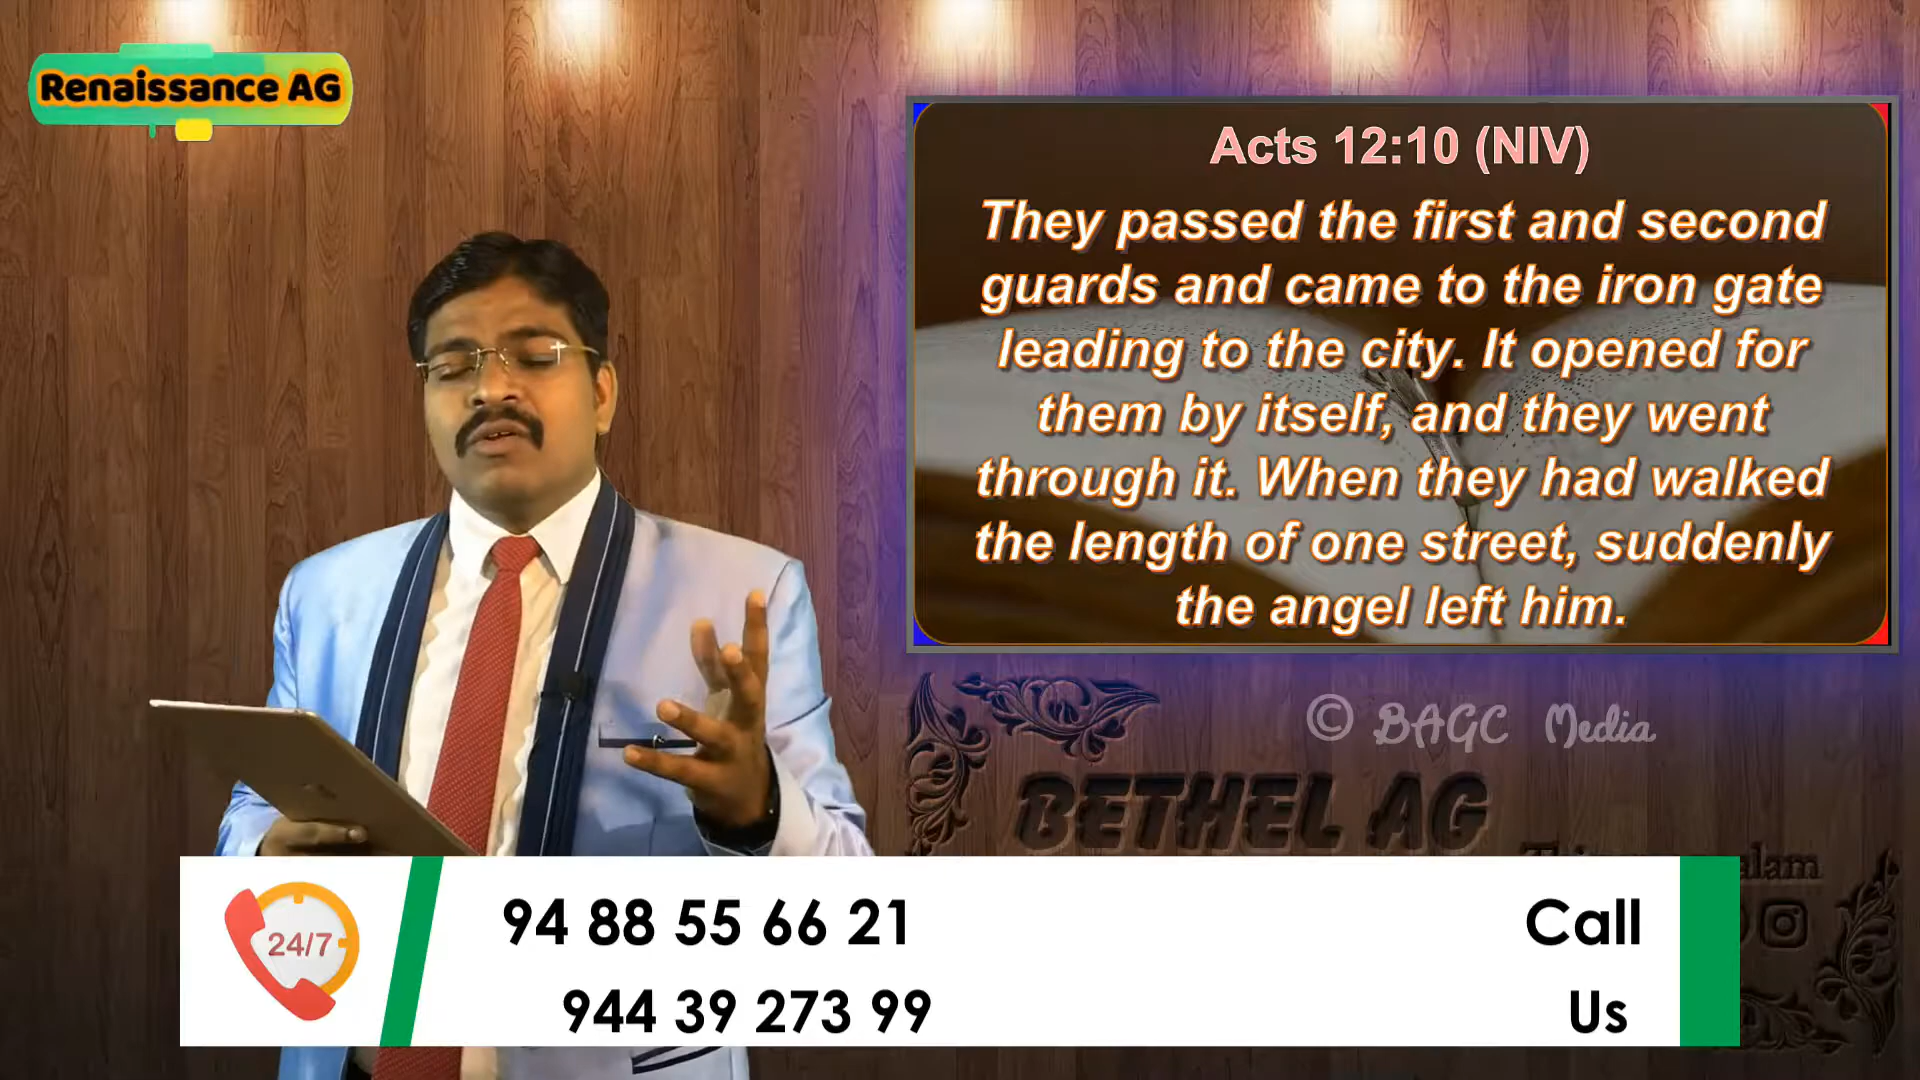 Renaissance AG
Acts 12:10 (NIV)
They passed the first and second
guards and came to the iron gate
leading to the city. It opened for
them by itself, and they went
through it. When they had walked
the length of one street, suddenly
the angel left him.
© BAGC Media
BETHEL AG
24/7
94 88 55 66 21
Call
944 39 273 99
Us